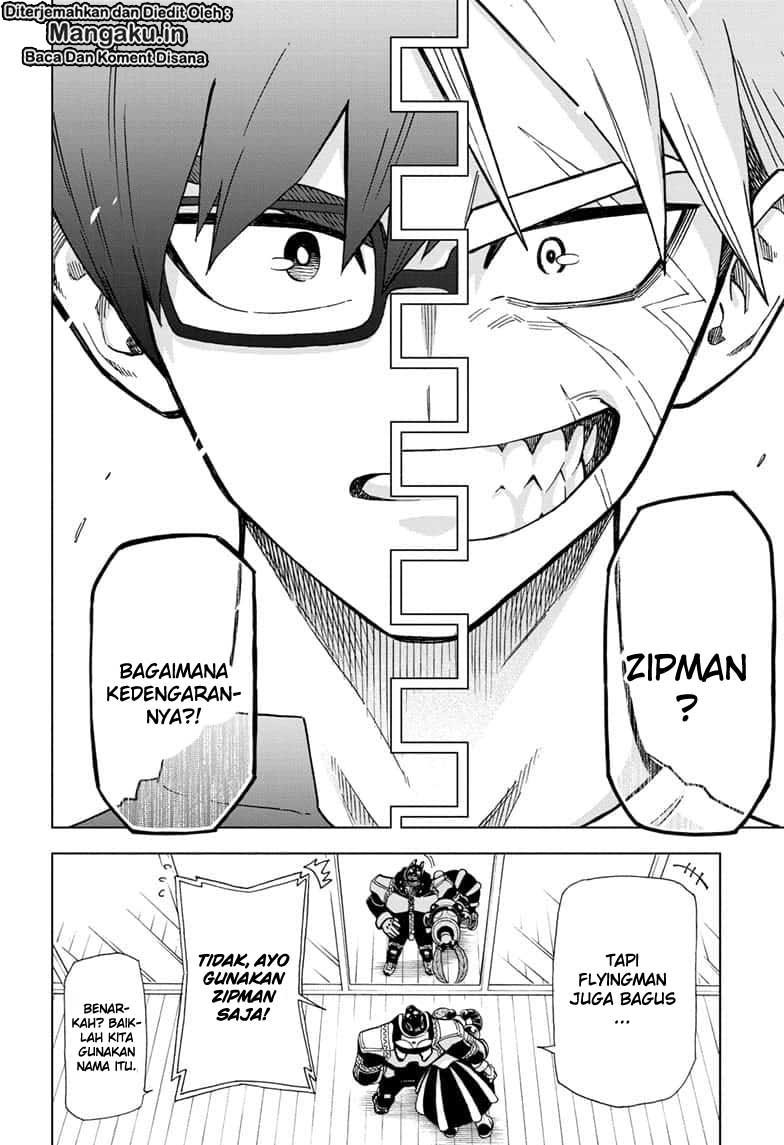 Diterjemahkan dan Diedit Oleh :
Mangaku.in
Baca Dan Koment Disana
ZIPMAN
?
BAGAIMANA
KEDENGARAN-
NYA?!
TAPI
FLYINGMAN
JUGA BAGUS
...
TIDAK, AYO
GUNAKAN
ZIPMAN
SAJA!
BENAR-
KAH? BAIK-
LAH KITA
GUNAKAN
NAMA ITU.